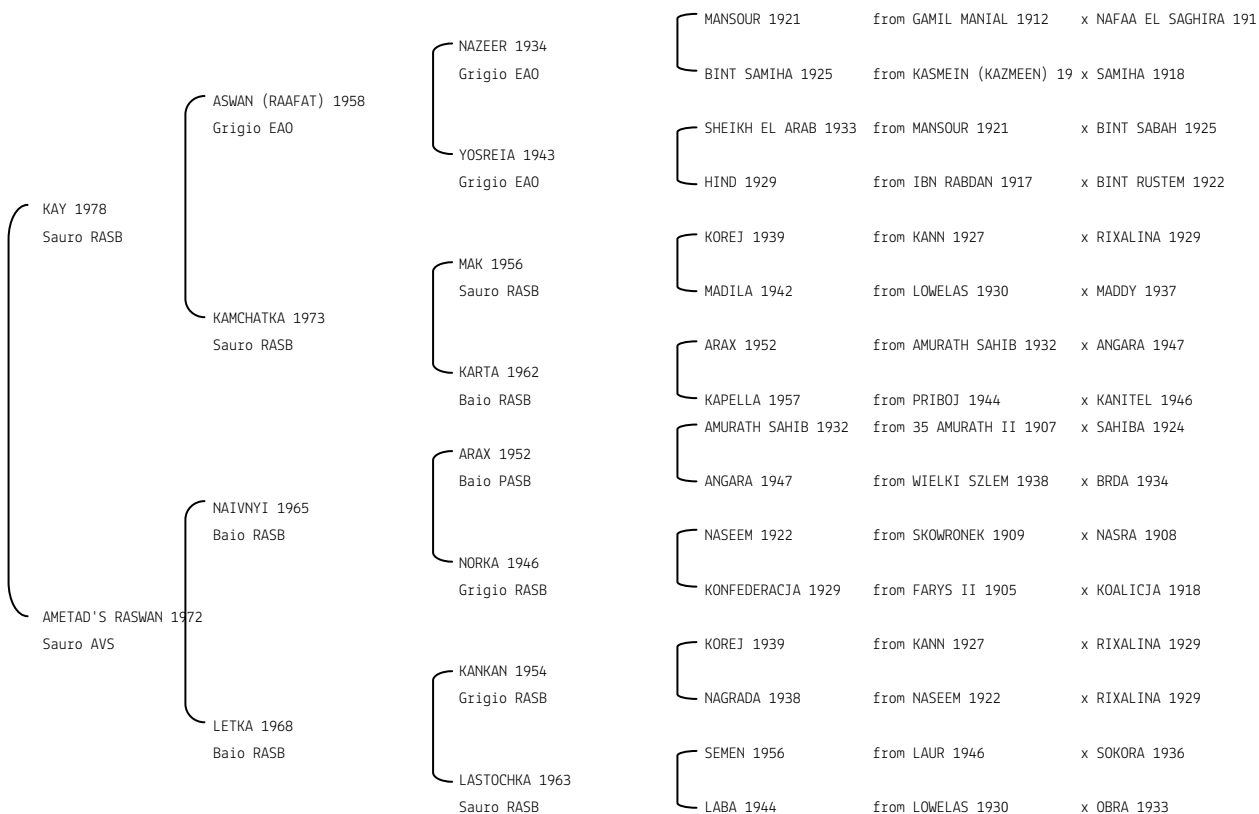 MANSOUR 1921 from GAMIL MANIAL 1912 x NAFAA EL SAGHIRA 191
NAZEER 1934
Grigio EAO
BINT SAMIHA 1925 from KASMEIN (KAZMEEN) 19 x SAMIHA 1918
ASWAN (RAAFAT) 1958
Grigio EAO
SHEIKH EL ARAB 1933 from MANSOUR 1921 x BINT SABAH 1925
YOSREIA 1943
Grigio EAO
HIND 1929 from IBN RABDAN 1917 x BINT RUSTEM 1922
KAY 1978
Sauro RASB
KOREJ 1939 from KANN 1927 x RIXALINA 1929
MAK 1956
Sauro RASB
MADILA 1942 from LOWELAS 1930 x MADDY 1937
KAMCHATKA 1973
Sauro RASB
ARAX 1952 from AMURATH SAHIB 1932 x ANGARA 1947
KARTA 1962
Baio RASB
KAPELLA 1957 from PRIBOJ 1944 x KANITEL 1946
AMURATH SAHIB 1932 from 35 AMURATH II 1907 x SAHIBA 1924
ARAX 1952
Baio PASB
ANGARA 1947 from WIELKI SZLEM 1938 x BRDA 1934
NAIVNYI 1965
Baio RASB
NASEEM 1922 from SKOWRONEK 1909 x NASRA 1908
NORKA 1946
Grigio RASB
KONFEDERACJA 1929 from FARYS II 1905 x KOALICJA 1918
AMETAD'S RASWAN 1972
Sauro AVS
KOREJ 1939 from KANN 1927 x RIXALINA 1929
KANKAN 1954
Grigio RASB
NAGRADA 1938 from NASEEM 1922 x RIXALINA 1929
LETKA 1968
Baio RASB
SEMEN 1956 from LAUR 1946 x SOKORA 1936
LASTOCHKA 1963
Sauro RASB
LABA 1944 from LOWELAS 1930 x OBRA 1933